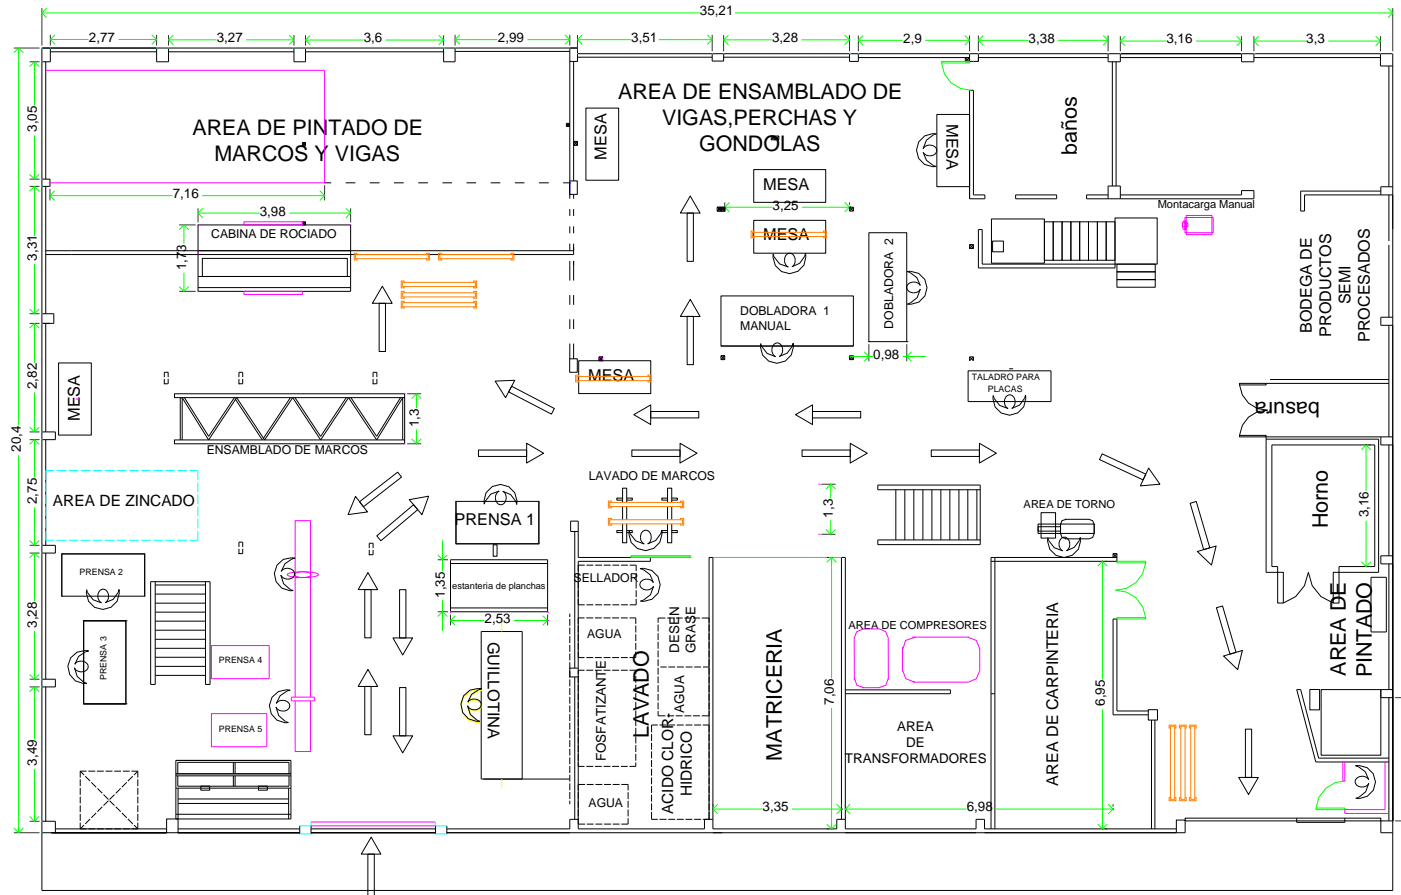 35,21
2,77
3,27
3,6
2,99
3,51
3,28
2,9
3,38
3,16
3,3
20,4
3,05
3,31
2,82
2,75
3,28
3,49
AREA DE PINTADO DE
MARCOS Y VIGAS
7,16
3,98
CABINA DE ROCIADO
1,73
AREA DE ENSAMBLADO DE
VIGAS,PERCHAS Y
GONDOLAS
MESA
MESA
3,25
MESA
MESA
DOBLADORA 1
MANUAL
DOBLADORA 2
0,98
baños
Montacarga Manual
BODEGA DE
PRODUCTOS
SEMI
PROCESADOS
TALADRO PARA
PLACAS
basura
MESA
MESA
1,3
ENSAMBLADO DE MARCOS
AREA DE ZINCADO
PRENSA 1
LAVADO DE MARCOS
1,3
AREA DE TORNO
Horno
3,16
PRENSA 2
PRENSA 3
PRENSA 4
PRENSA 5
estanteria de planchas
1,35
2,53
GUILLOTINA
SELLADOR
AGUA
FOSFATIZANTE
AGUA
LAVADO
DESEN
GRASE
AGUA
ACIDO CLOR-
HIDRICO
MATRICERIA
7,06
3,35
AREA DE COMPRESORES
AREA
DE
TRANSFORMADORES
6,98
AREA DE CARPINTERIA
6,95
AREA DE
PINTADO